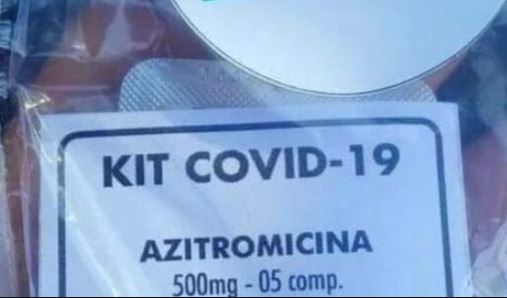 KIT COVID-19
AZITROMICINA
500mg - 05 comp.